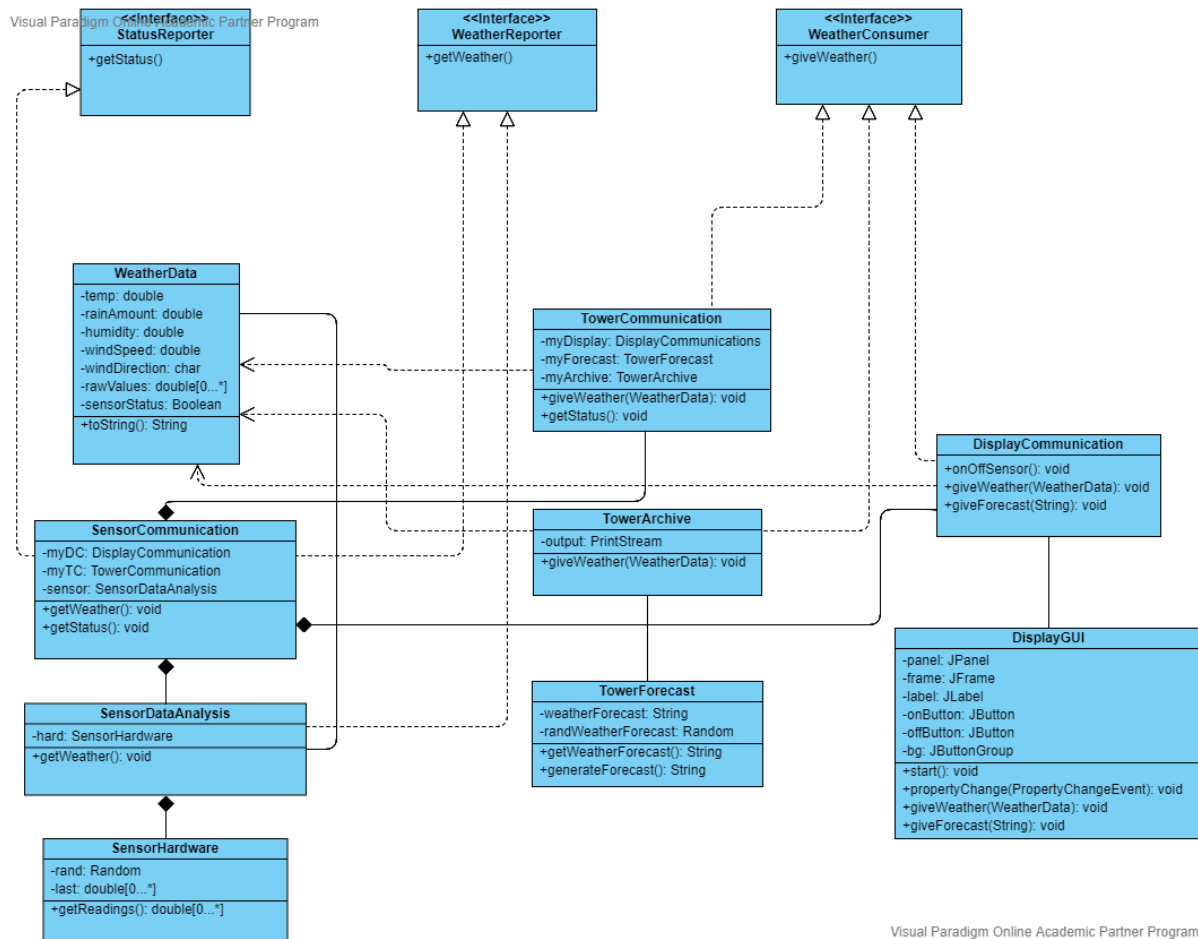 Visual Paradigm Online Academic Partner Program
<<Interface>>
StatusReporter
+getStatus()
<<Interface>>
WeatherReporter
+getWeather()
<<Interface>>
WeatherConsumer
+giveWeather()
WeatherData
-temp: double
-rainAmount: double
-humidity: double
-windSpeed: double
-windDirection: char
-rawValues: double[0...*]
-sensorStatus: Boolean
+toString(): String
TowerCommunication
-myDisplay: DisplayCommunications
-myForecast: TowerForecast
-myArchive: TowerArchive
+giveWeather(WeatherData): void
+getStatus(): void
DisplayCommunication
+onOffSensor(): void
+giveWeather(WeatherData): void
+giveForecast(String): void
SensorCommunication
-myDC: DisplayCommunication
-myTC: TowerCommunication
-sensor: SensorDataAnalysis
+getWeather(): void
+getStatus(): void
TowerArchive
-output: PrintStream
+giveWeather(WeatherData): void
DisplayGUI
-panel: JPanel
-frame: JFrame
-label: JLabel
-onButton: JButton
-offButton: JButton
-bg: JButtonGroup
+start(): void
+propertyChange(PropertyChangeEvent): void
+giveWeather(WeatherData): void
+giveForecast(String): void
TowerForecast
-weatherForecast: String
-randWeatherForecast: Random
+getWeatherForecast(): String
+generateForecast(): String
SensorDataAnalysis
-hard: SensorHardware
+getWeather(): void
SensorHardware
-rand: Random
-last: double[0...*]
+getReadings(): double[0...*]
Visual Paradigm Online Academic Partner Program